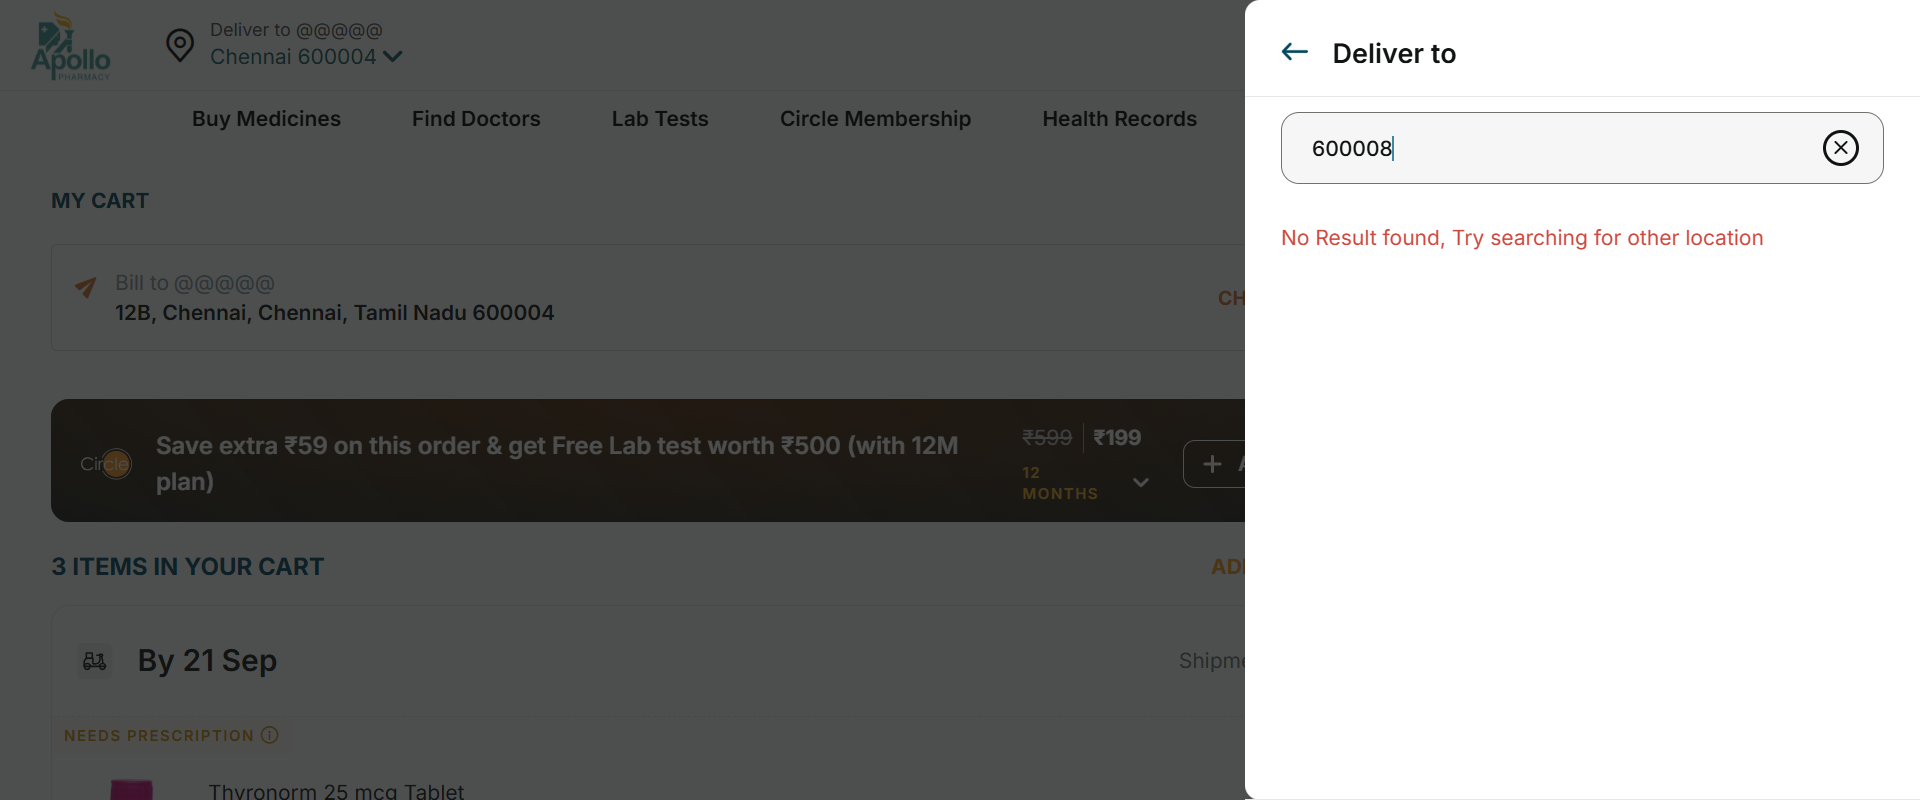 Apollo
PHARMACY
Deliver to @@@@@
Chennai 600004
Buy Medicines
Find Doctors
Lab Tests
Circle Membership
Health Records
MY CART
Bill to @@@@@
12B, Chennai, Chennai, Tamil Nadu 600004
CH
Circle
Save extra ₹59 on this order & get Free Lab test worth ₹500 (with 12M
plan)
₹599
₹199
12
MONTHS
3 ITEMS IN YOUR CART
By 21 Sep
NEEDS PRESCRIPTION
Thyronorm 25 mcg Tablet
Deliver to
600008
No Result found, Try searching for other location